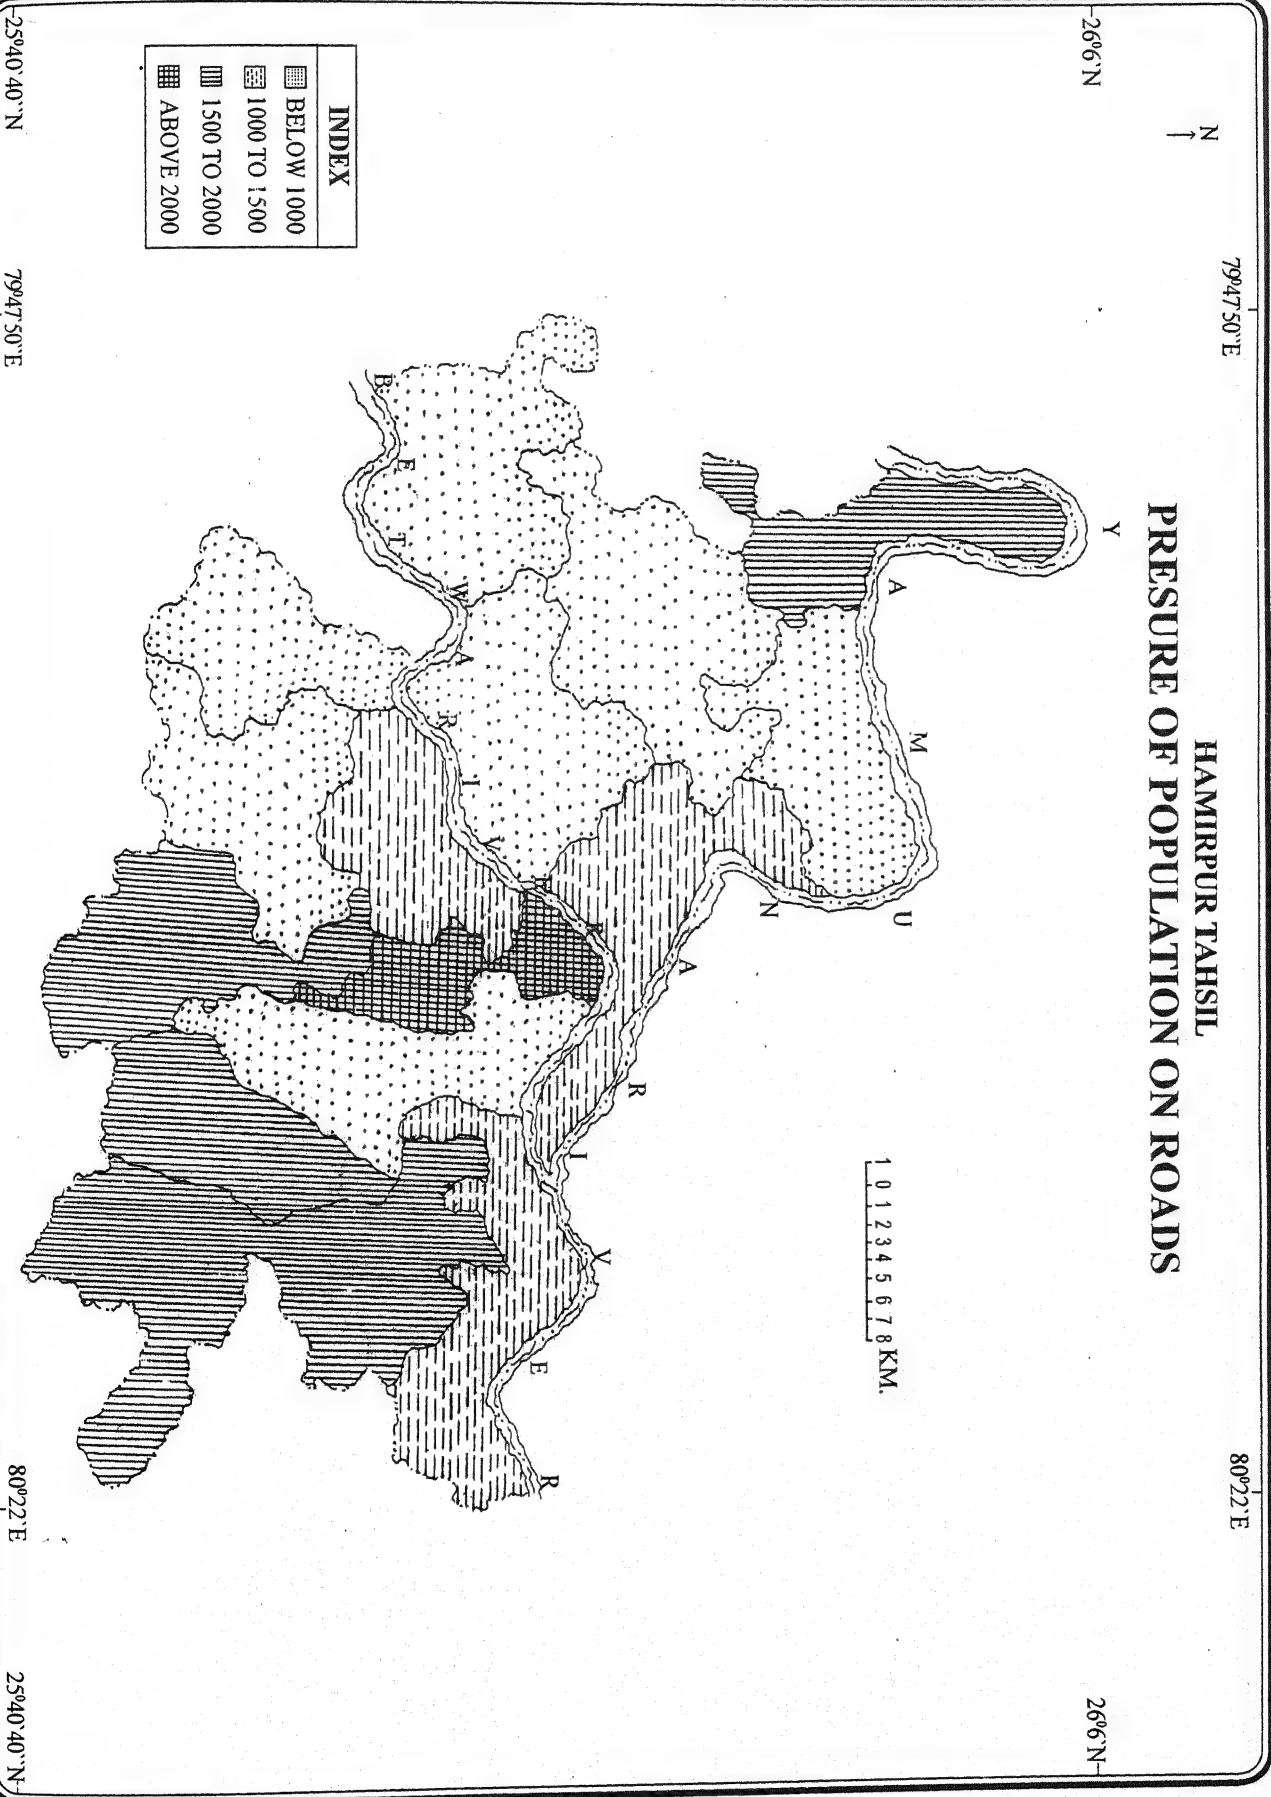 HAMIRPUR TAHSIL
PRESURE OF POPULATION ON ROADS
79°47'50"E
80°22'E
N
26°6'N
26°6'N
1 0 1 2 3 4 5 6 7 8 KM.
Y A M U N A R I V E R
B E T W A R I V E R
INDEX
BELOW 1000
1000 TO 1500
1500 TO 2000
ABOVE 2000
25°40'40"N
79°47'50"E
80°22'E
25°40'40"N